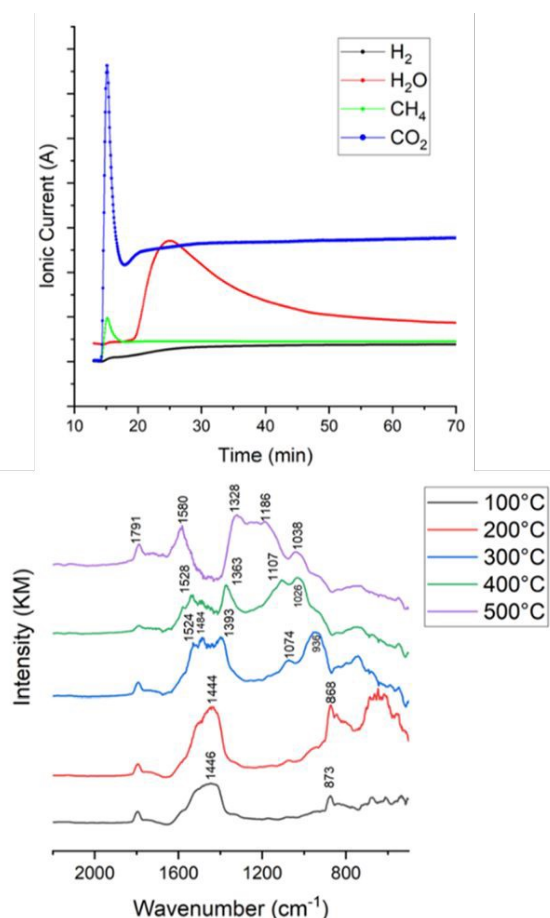 Ionic Current (A)
H₂
H₂O
CH₄
CO₂
10 20 30 40 50 60 70
Time (min)
Intensity (KM)
1791
1580
1328
1186
1038
1528
1363
1107
1026
1524
1484
1393
1074
936
1444
868
1446
873
100°C
200°C
300°C
400°C
500°C
2000 1600 1200 800
Wavenumber (cm⁻¹)